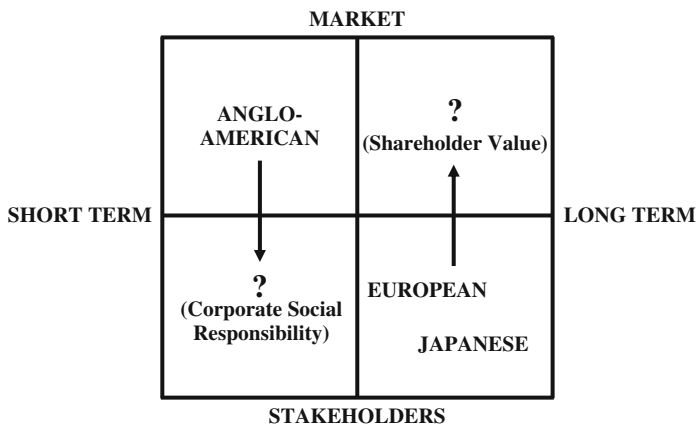 MARKET
ANGLO-
AMERICAN
?
(Shareholder Value)
SHORT TERM
LONG TERM
?
(Corporate Social
Responsibility)
EUROPEAN
JAPANESE
STAKEHOLDERS